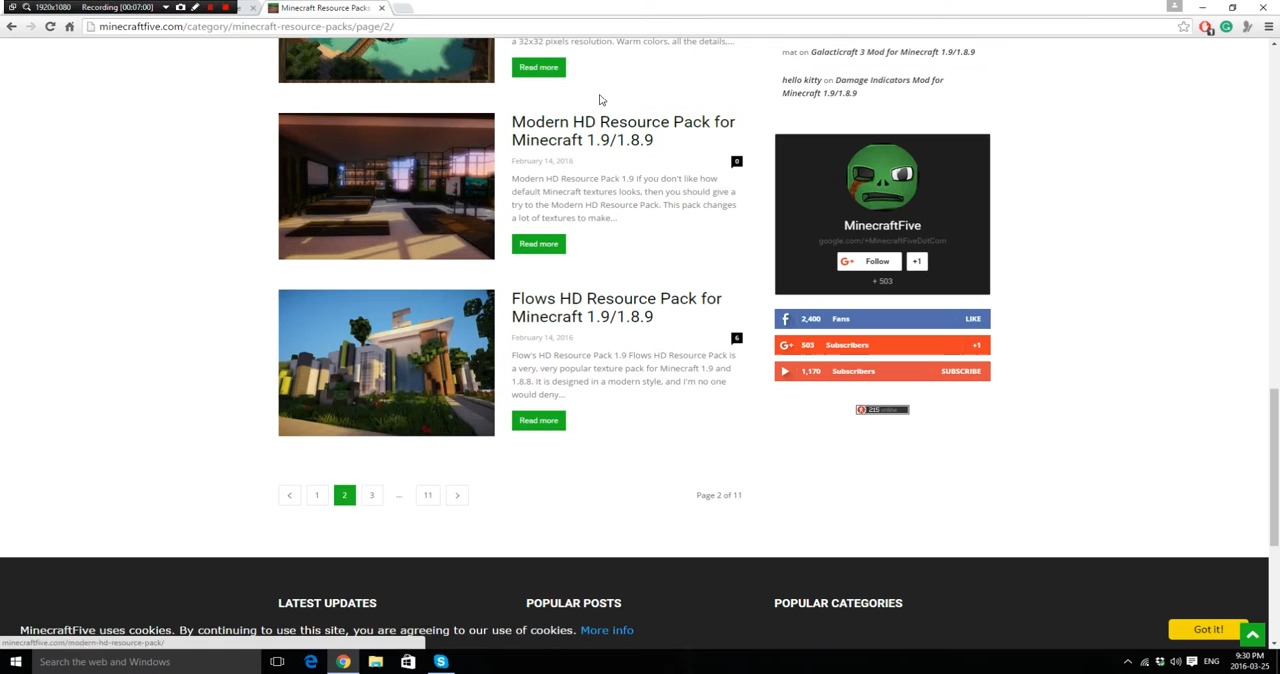 1920x1080
Recording [00:07:00]
Minecraft Resource Packs
minecraftfive.com/category/minecraft-resource-packs/page/2/
a 32x32 pixels resolution. Warm colors, all the details,...
Read more
mat on Galacticraft 3 Mod for Minecraft 1.9/1.8.9
hello kitty on Damage Indicators Mod for
Minecraft 1.9/1.8.9
Modern HD Resource Pack for
Minecraft 1.9/1.8.9
February 14, 2016
0
Modern HD Resource Pack 1.9 If you don't like how
default Minecraft textures looks, then you should give a
try to the Modern HD Resource Pack. This pack changes
a lot of textures to make...
Read more
MinecraftFive
google.com/+MinecraftFiveDotCom
G+ Follow
+1
+ 503
Flows HD Resource Pack for
Minecraft 1.9/1.8.9
February 14, 2016
6
Flow's HD Resource Pack 1.9 Flows HD Resource Pack is
a very, very popular texture pack for Minecraft 1.9 and
1.8.8. It is designed in a modern style, and I'm no one
would deny...
Read more
f 2,400 Fans LIKE
G+ 503 Subscribers +1
1,170 Subscribers SUBSCRIBE
215 online
< 1 2 3 ... 11 >
Page 2 of 11
LATEST UPDATES
POPULAR POSTS
POPULAR CATEGORIES
MinecraftFive uses cookies. By continuing to use this site, you are agreeing to our use of cookies. More info
Got it!
minecraftfive.com/modern-hd-resource-pack/
Search the web and Windows
ENG
9:30 PM
2016-03-25